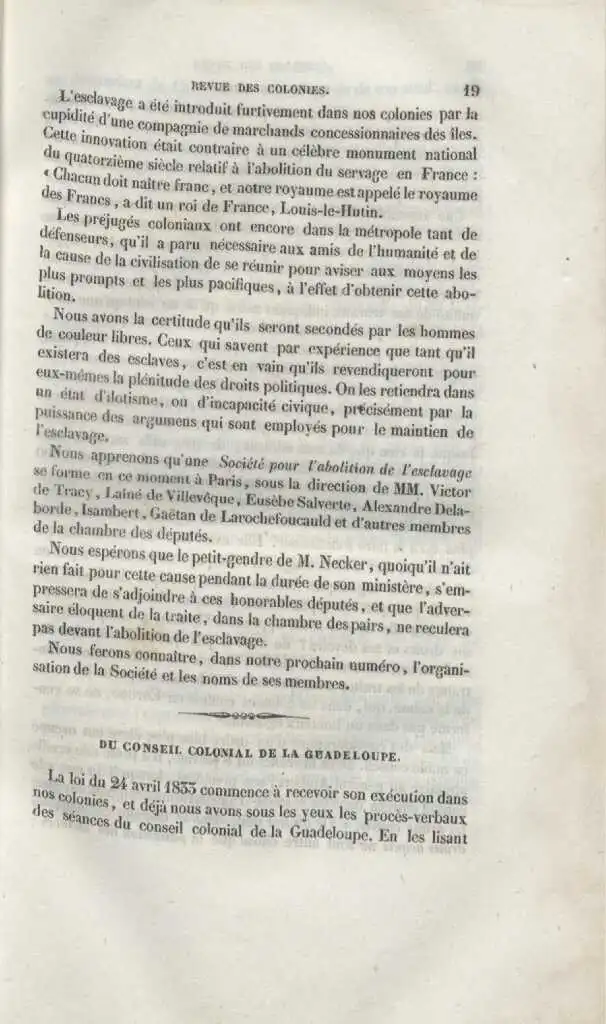 REVUE DES COLONIES. 19
L'esclavage a été introduit furtivement dans nos colonies par la
cupidité d'une compagnie de marchands concessionnaires des îles.
Cette innovation était contraire à un célèbre monument national
du quatorzième siècle relatif à l'abolition du servage en France :
« Chacun doit naître franc, et notre royaume est appelé le royaume
des Francs, a dit un roi de France, Louis-le-Hutin.
Les préjugés coloniaux ont encore dans la métropole tant de
défenseurs, qu'il a paru nécessaire aux amis de l'humanité et de
la cause de la civilisation de se réunir pour aviser aux moyens les
plus prompts et les plus pacifiques, à l'effet d'obtenir cette abo-
lition.
Nous avons la certitude qu'ils seront secondés par les hommes
de couleur libres. Ceux qui savent par expérience que tant qu'il
existera des esclaves, c'est en vain qu'ils revendiqueront pour
eux-mêmes la plénitude des droits politiques. On les retiendra dans
un état d'ilotisme, ou d'incapacité civique, précisément par la
puissance des argumens qui sont employés pour le maintien de
l'esclavage.
Nous apprenons qu'une Société pour l'abolition de l'esclavage
se forme en ce moment à Paris, sous la direction de MM. Victor
de Tracy, Lainé de Villevêque, Eusèbe Salverte, Alexandre Dela-
borde, Isambert, Gaëtan de Larochefoucauld et d'autres membres
de la chambre des députés.
Nous espérons que le petit-gendre de M. Necker, quoiqu'il n'ait
rien fait pour cette cause pendant la durée de son ministère, s'em-
pressera de s'adjoindre à ces honorables députés, et que l'adver-
saire éloquent de la traite, dans la chambre des pairs, ne reculera
pas devant l'abolition de l'esclavage.
Nous ferons connaître, dans notre prochain numéro, l'organi-
sation de la Société et les noms de ses membres.
DU CONSEIL COLONIAL DE LA GUADELOUPE.
La loi du 24 avril 1833 commence à recevoir son exécution dans
nos colonies, et déjà nous avons sous les yeux les procès-verbaux
des séances du conseil colonial de la Guadeloupe. En les lisant